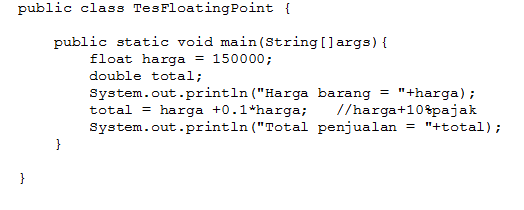 public class TesFloatingPoint {
public static void main(String[]args){
float harga = 150000;
double total;
System.out.println("Harga barang = "+harga);
total = harga +0.1*harga;   //harga+10%pajak
System.out.println("Total penjualan = "+total);
}
}